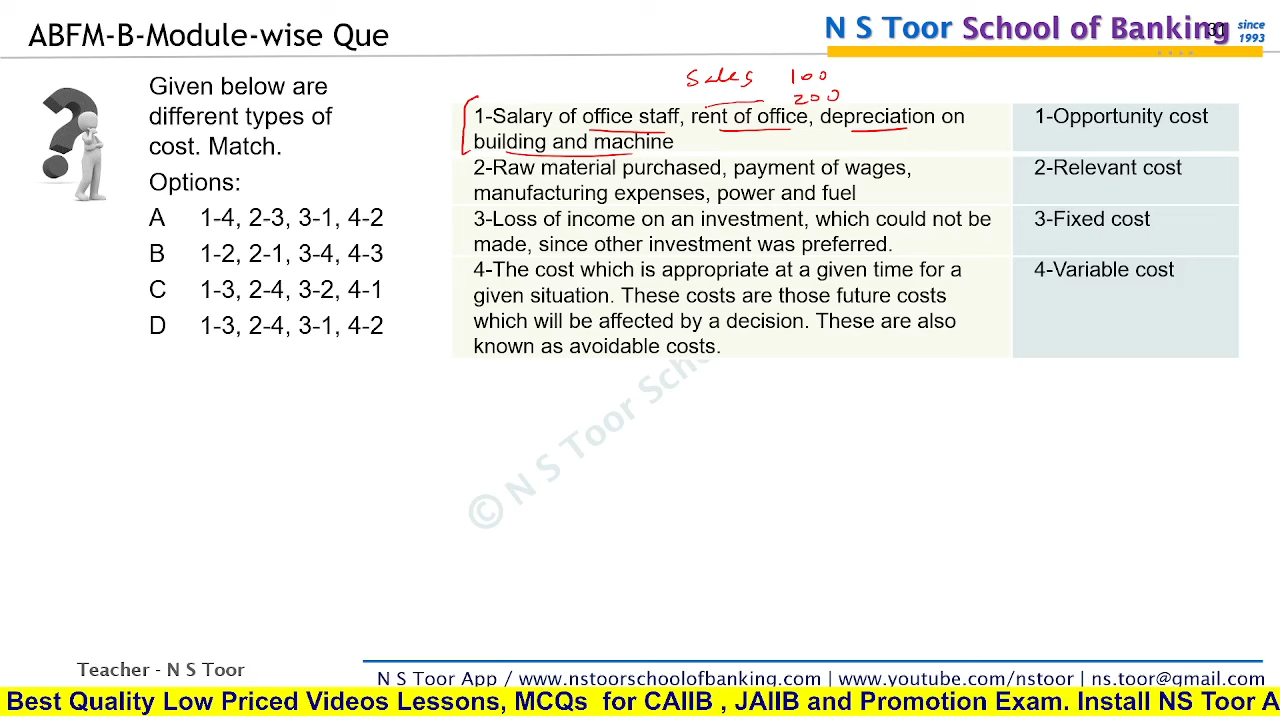 ABFM-B-Module-wise Que
N S Toor School of Banking
31
since
1993
Given below are
different types of
cost. Match.
Options:
A 1-4, 2-3, 3-1, 4-2
B 1-2, 2-1, 3-4, 4-3
C 1-3, 2-4, 3-2, 4-1
D 1-3, 2-4, 3-1, 4-2
Sales 100
200
1-Salary of office staff, rent of office, depreciation on
building and machine
1-Opportunity cost
2-Raw material purchased, payment of wages,
manufacturing expenses, power and fuel
2-Relevant cost
3-Loss of income on an investment, which could not be
made, since other investment was preferred.
3-Fixed cost
4-The cost which is appropriate at a given time for a
given situation. These costs are those future costs
which will be affected by a decision. These are also
known as avoidable costs.
4-Variable cost
© N S Toor Scho
Teacher - N S Toor
N S Toor App / www.nstoorschoolofbanking.com | www.youtube.com/nstoor | ns.toor@gmail.com
Best Quality Low Priced Videos Lessons, MCQs for CAIIB , JAIIB and Promotion Exam. Install NS Toor A